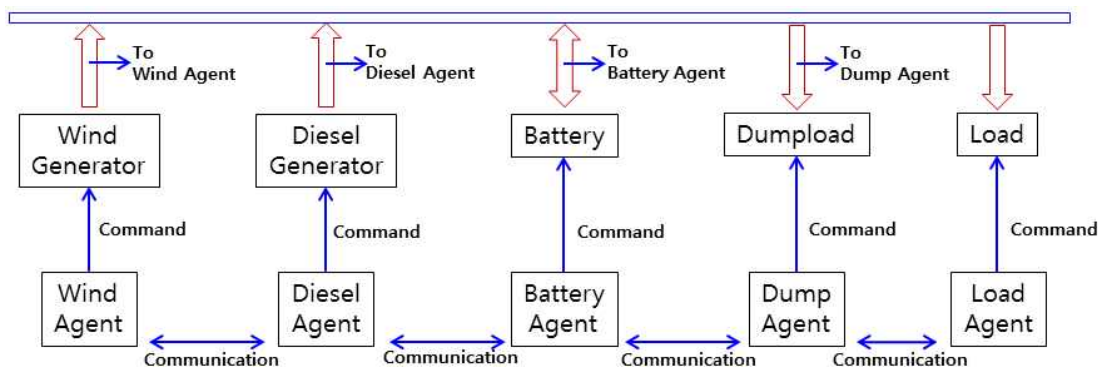 To
Wind Agent
To
Diesel Agent
To
Battery Agent
To
Dump Agent
Wind
Generator
Diesel
Generator
Battery
Dumpload
Load
Command
Command
Command
Command
Command
Wind
Agent
Diesel
Agent
Battery
Agent
Dump
Agent
Load
Agent
Communication
Communication
Communication
Communication